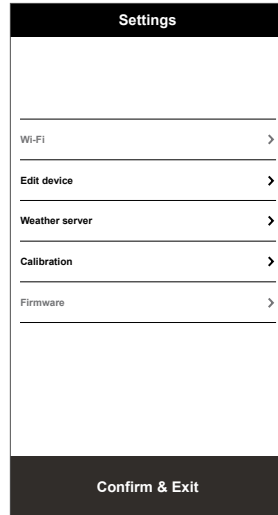 Settings
Wi-Fi
Edit device
Weather server
Calibration
Firmware
Confirm & Exit